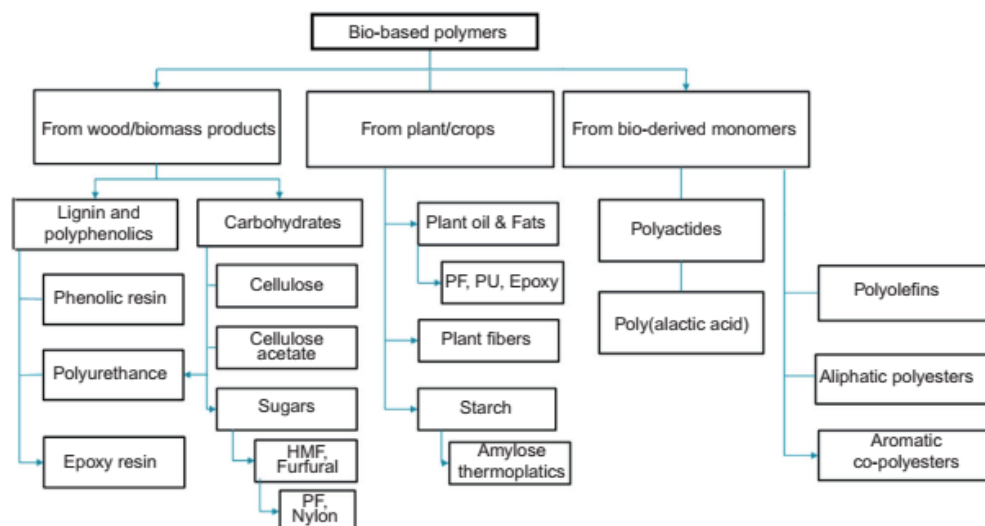 Bio-based polymers
From wood/biomass products
From plant/crops
From bio-derived monomers
Lignin and
polyphenolics
Carbohydrates
Plant oil & Fats
Polyactides
Phenolic resin
Cellulose
PF, PU, Epoxy
Polyolefins
Cellulose
acetate
Plant fibers
Poly(alactic acid)
Polyurethance
Aliphatic polyesters
Sugars
Starch
Epoxy resin
HMF,
Furfural
Amylose
thermoplatics
Aromatic
co-polyesters
PF,
Nylon